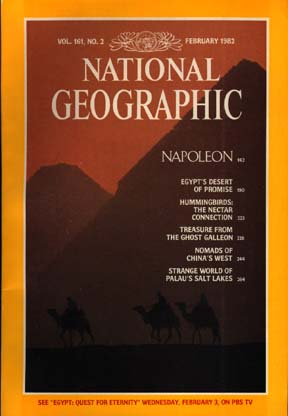 VOL. 161, NO. 2
FEBRUARY 1982
NATIONAL
GEOGRAPHIC
NAPOLEON 142
EGYPT'S DESERT
OF PROMISE 190
HUMMINGBIRDS:
THE NECTAR
CONNECTION 223
TREASURE FROM
THE GHOST GALLEON 228
NOMADS OF
CHINA'S WEST 244
STRANGE WORLD OF
PALAU'S SALT LAKES 264
SEE "EGYPT: QUEST FOR ETERNITY" WEDNESDAY, FEBRUARY 3, ON PBS TV